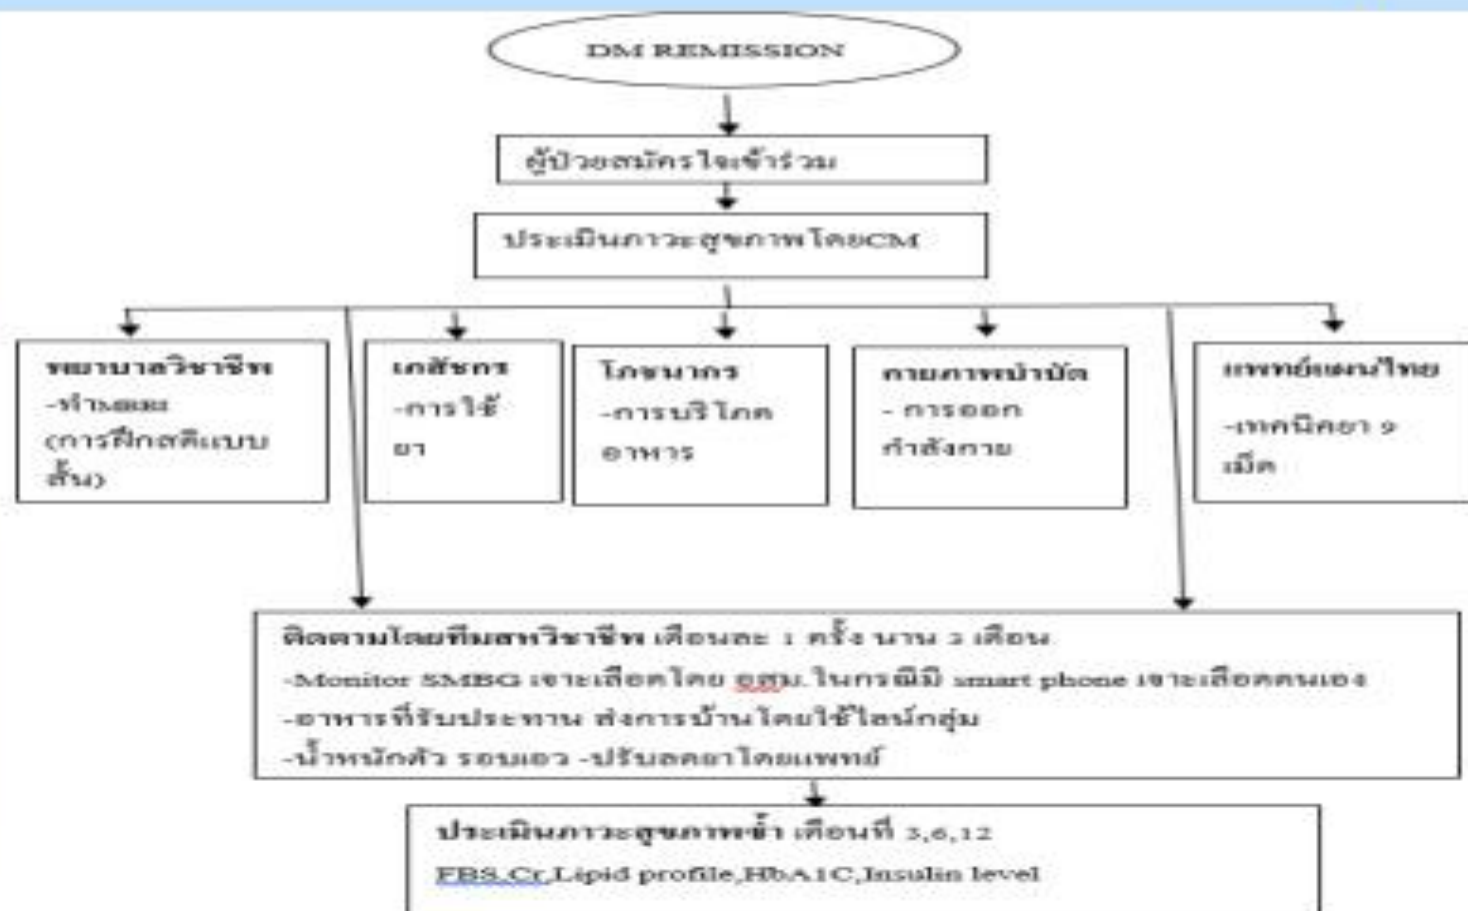 DM REMISSION
ผู้ป่วยสมัครใจเข้าร่วม
ประเมินภาวะสุขภาพโดยCM
พยาบาลวิชาชีพ
-ทำ
(การฝึกสติแบบ
สั้น)
เภสัชกร
-การใช้
ยา
โภชนากร
-การบริโภค
อาหาร
กายภาพบำบัด
- การออก
กำลังกาย
แพทย์แผนไทย
-เทคนิคยา 9
เม็ด
ติดตามโดยทีมสหวิชาชีพ เดือนละ 1 ครั้ง นาน 3 เดือน
-Monitor SMBG เจาะเลือดโดย อสม.ในกรณีมี smart phone เจาะเลือดตนเอง
-อาหารที่รับประทาน ส่งการบ้านโดยใช้ไลน์กลุ่ม
-น้ำหนักตัว รอบเอว -ปรับลดยาโดยแพทย์
ประเมินภาวะสุขภาพซ้ำ เดือนที่ 3,6,12
FBS,Cr,Lipid profile,HbA1C,Insulin level